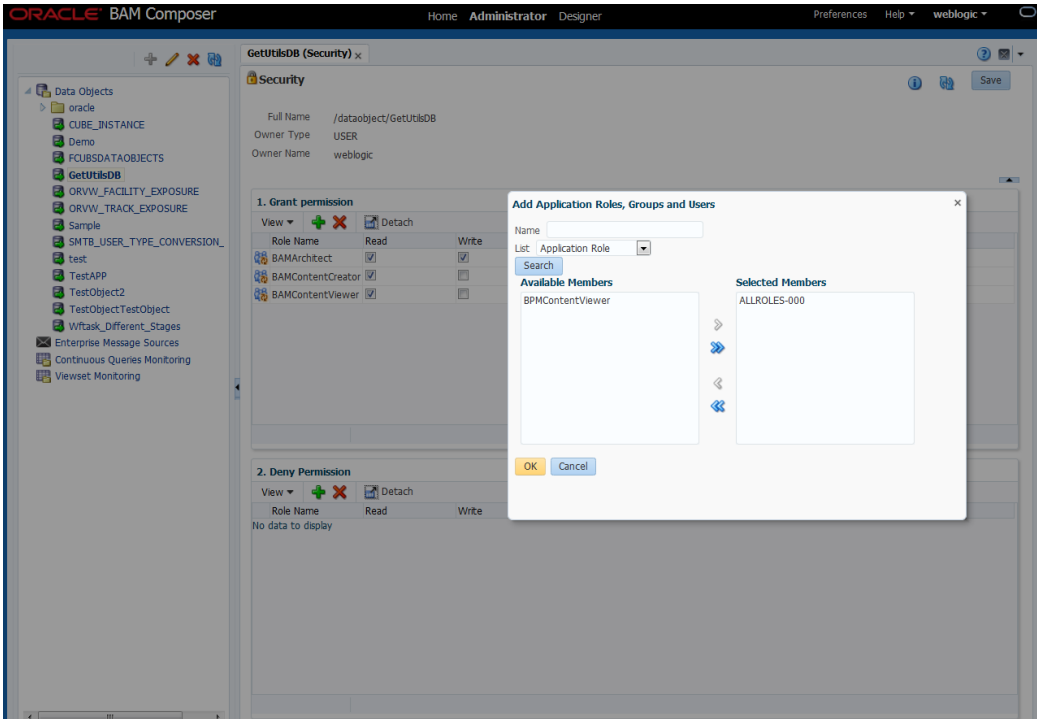 ORACLE BAM Composer
Home Administrator Designer
Preferences Help weblogic
GetUtilsDB (Security)
Security
Save
Full Name /dataobject/GetUtilsDB
Owner Type USER
Owner Name weblogic
Data Objects
oracle
CUBE_INSTANCE
Demo
FCUBSDATAOBJECTS
GetUtilsDB
ORVW_FACILITY_EXPOSURE
ORVW_TRACK_EXPOSURE
Sample
SMTB_USER_TYPE_CONVERSION_
test
TestAPP
TestObject2
TestObjectTestObject
Wftask_Different_Stages
Enterprise Message Sources
Continuous Queries Monitoring
Viewset Monitoring
1. Grant permission
View Detach
Role Name Read Write
BAMArchitect
BAMContentCreator
BAMContentViewer
2. Deny Permission
View Detach
Role Name Read Write
No data to display
Add Application Roles, Groups and Users
Name
List Application Role
Search
Available Members Selected Members
BPMContentViewer ALLROLES-000
OK Cancel